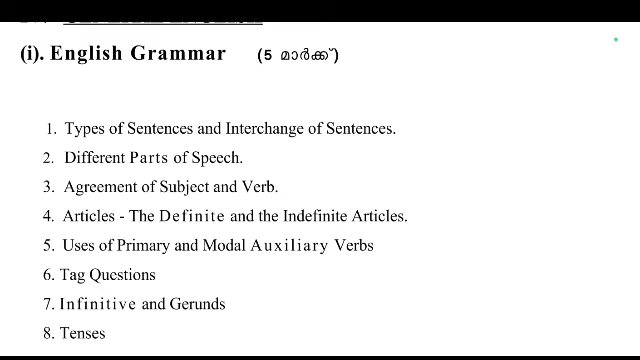 (i). English Grammar (5 മാർക്ക്)
1. Types of Sentences and Interchange of Sentences.
2. Different Parts of Speech.
3. Agreement of Subject and Verb.
4. Articles - The Definite and the Indefinite Articles.
5. Uses of Primary and Modal Auxiliary Verbs
6. Tag Questions
7. Infinitive and Gerunds
8. Tenses